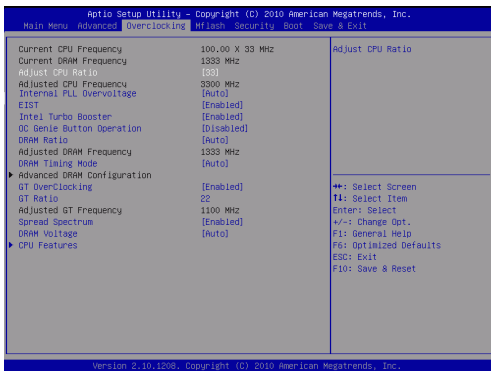 Aptio Setup Utility – Copyright (C) 2010 American Megatrends, Inc.
Main Menu Advanced Overclocking Mflash Security Boot Save & Exit
Current CPU Frequency 100.00 X 33 MHz
Current DRAM Frequency 1333 MHz
Adjust CPU Ratio [33]
Adjusted CPU Frequency 3300 MHz
Internal PLL Overvoltage [Auto]
EIST [Enabled]
Intel Turbo Booster [Enabled]
OC Genie Button Operation [Disabled]
DRAM Ratio [Auto]
Adjusted DRAM Frequency 1333 MHz
DRAM Timing Mode [Auto]
Advanced DRAM Configuration
GT OverClocking [Enabled]
GT Ratio 22
Adjusted GT Frequency 1100 MHz
Spread Spectrum [Enabled]
DRAM Voltage [Auto]
CPU Features
Adjust CPU Ratio
→←: Select Screen
↑↓: Select Item
Enter: Select
+/-: Change Opt.
F1: General Help
F6: Optimized Defaults
ESC: Exit
F10: Save & Reset
Version 2.10.1208. Copyright (C) 2010 American Megatrends, Inc.